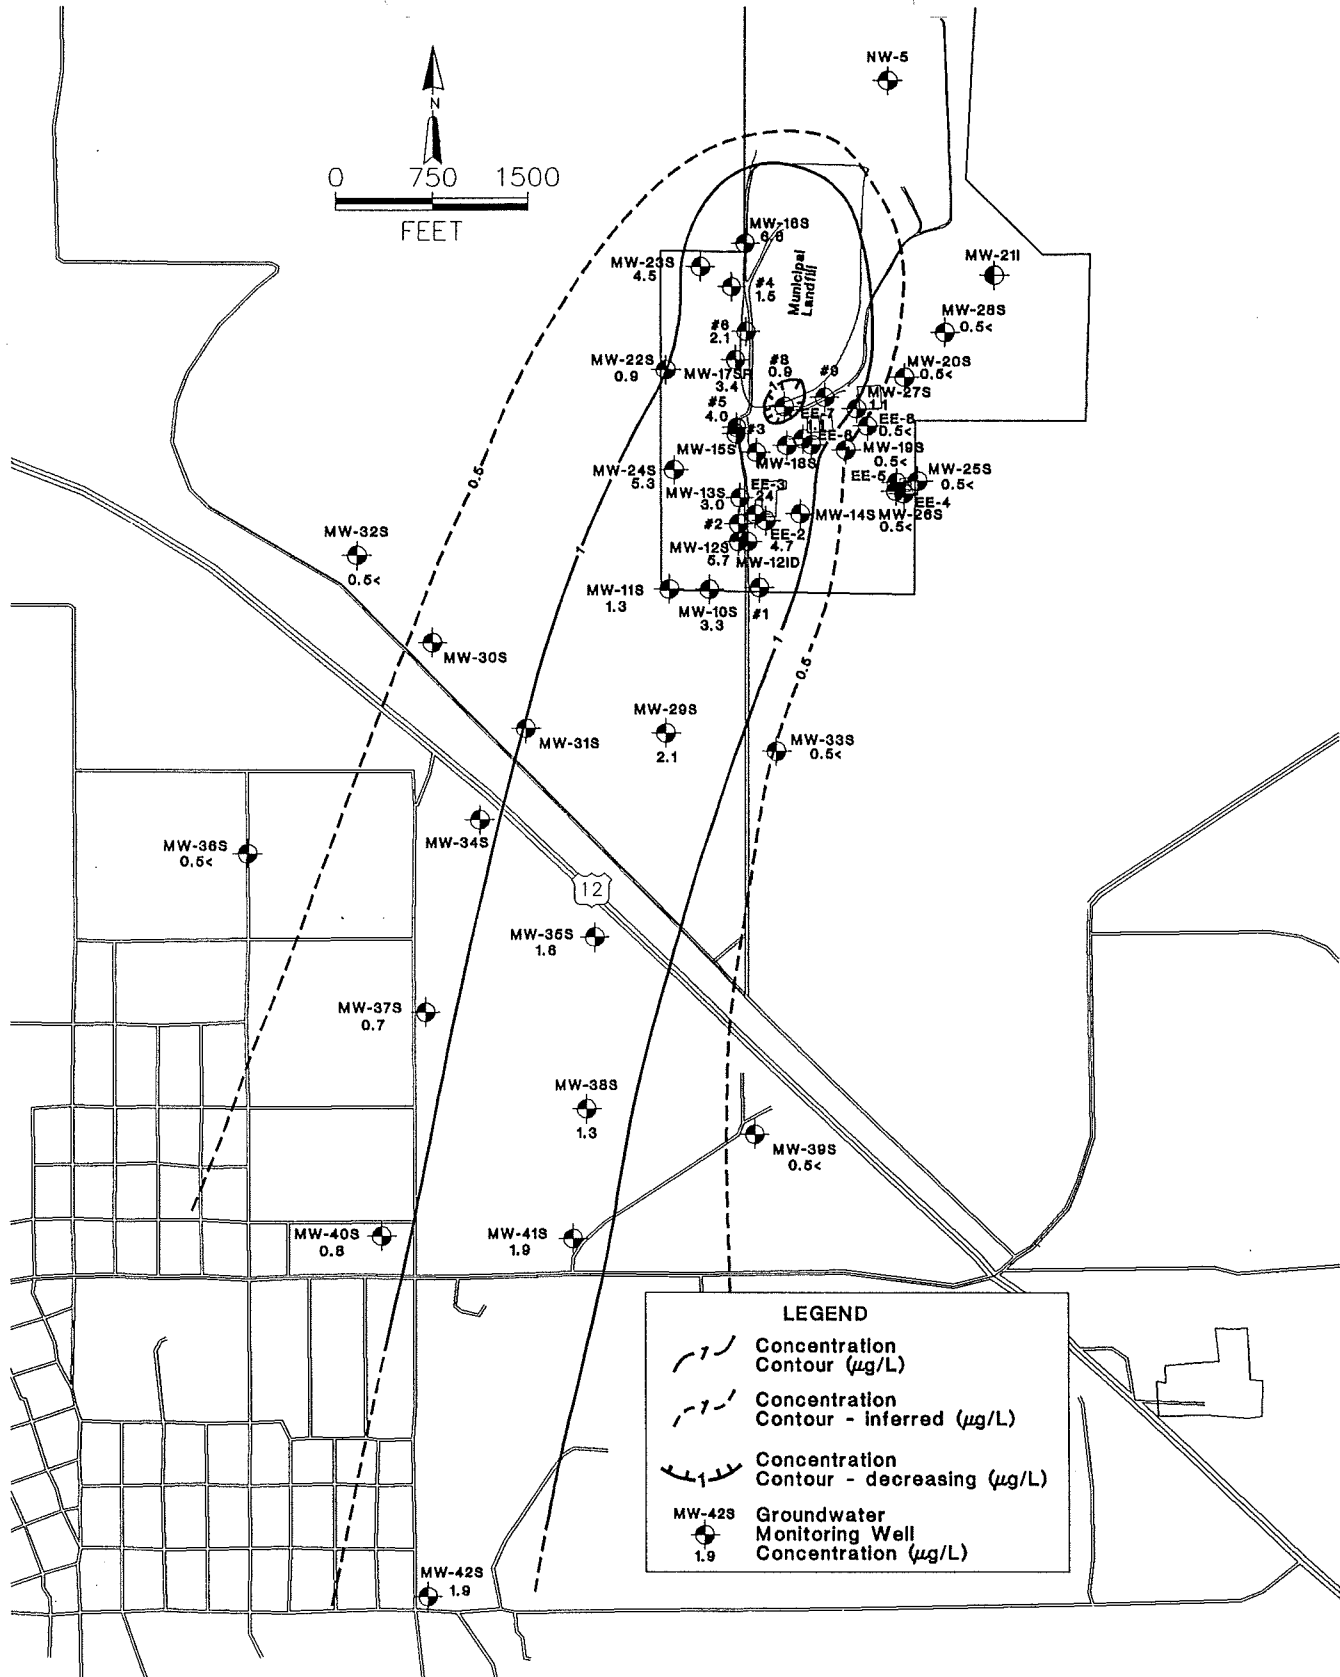 NW-5
N
0 750 1500
FEET
MW-16S
6.6
MW-23S
4.5
#4
1.5
Municipal
Landfill
MW-21I
MW-28S
0.5<
#6
2.1
MW-22S
0.9
MW-17SR
3.4
#8
0.9
#9
MW-20S
0.5<
MW-27S
1.1
#5
4.0
#3
EE-7
1.1
EE-8
0.5<
EE-6
MW-15S
MW-18S
MW-19S
0.5<
MW-24S
5.3
MW-25S
0.5<
EE-5
EE-4
MW-13S
3.0
EE-3
24
MW-14S
MW-26S
0.5<
#2
EE-2
4.7
MW-12S
5.7
MW-12ID
0.5
1
MW-32S
0.5<
MW-11S
1.3
MW-10S
3.3
#1
1
0.5
MW-30S
MW-31S
MW-29S
2.1
MW-33S
0.5<
MW-34S
MW-36S
0.5<
12
MW-35S
1.6
MW-37S
0.7
MW-38S
1.3
MW-39S
0.5<
MW-40S
0.8
MW-41S
1.9
MW-42S
1.9
LEGEND
1 Concentration
Contour (µg/L)
1 Concentration
Contour - inferred (µg/L)
1 Concentration
Contour - decreasing (µg/L)
MW-42S Groundwater
Monitoring Well
1.9 Concentration (µg/L)